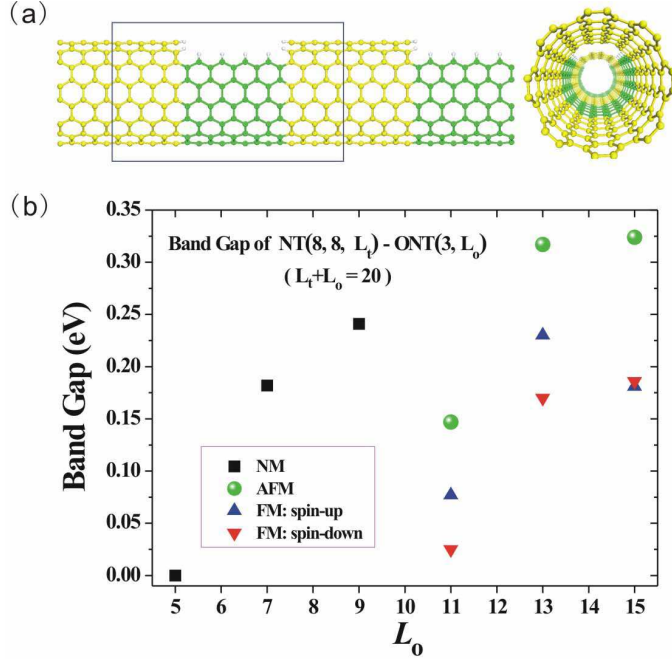 (a)
(b)
Band Gap of NT(8, 8, Lt) - ONT(3, Lo)
( Lt+Lo = 20 )
Band Gap (eV)
0.35
0.30
0.25
0.20
0.15
0.10
0.05
0.00
NM
AFM
FM: spin-up
FM: spin-down
5 6 7 8 9 10 11 12 13 14 15
Lo